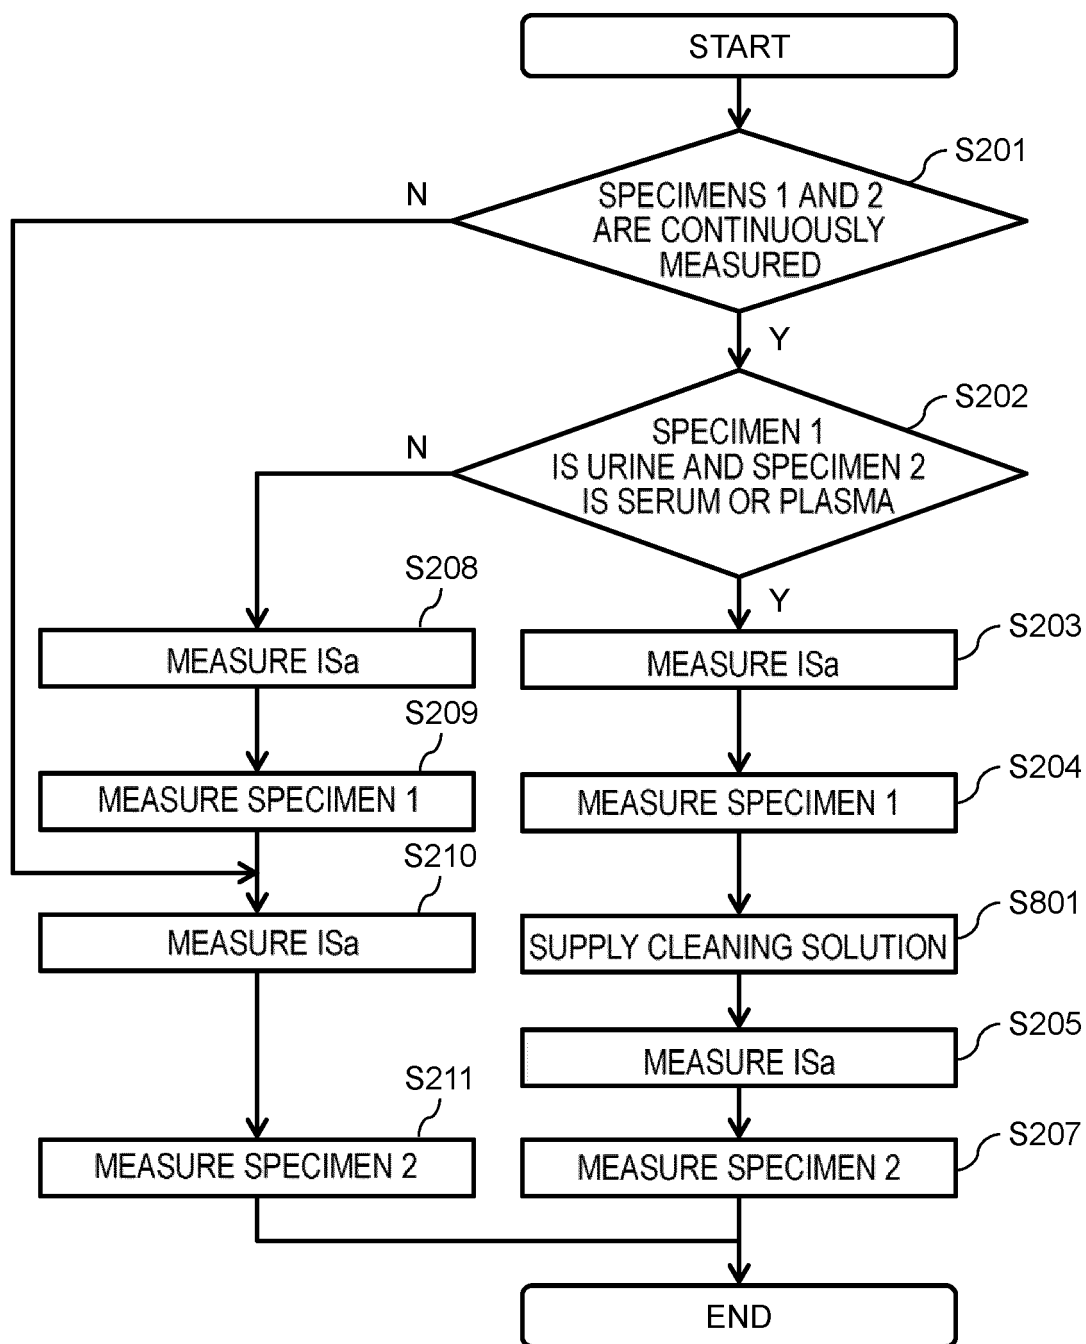 START
S201
SPECIMENS 1 AND 2
ARE CONTINUOUSLY
MEASURED
N
Y
S202
SPECIMEN 1
IS URINE AND SPECIMEN 2
IS SERUM OR PLASMA
N
Y
S208
MEASURE ISa
S203
MEASURE ISa
S209
MEASURE SPECIMEN 1
S204
MEASURE SPECIMEN 1
S210
MEASURE ISa
S801
SUPPLY CLEANING SOLUTION
S205
MEASURE ISa
S211
MEASURE SPECIMEN 2
S207
MEASURE SPECIMEN 2
END